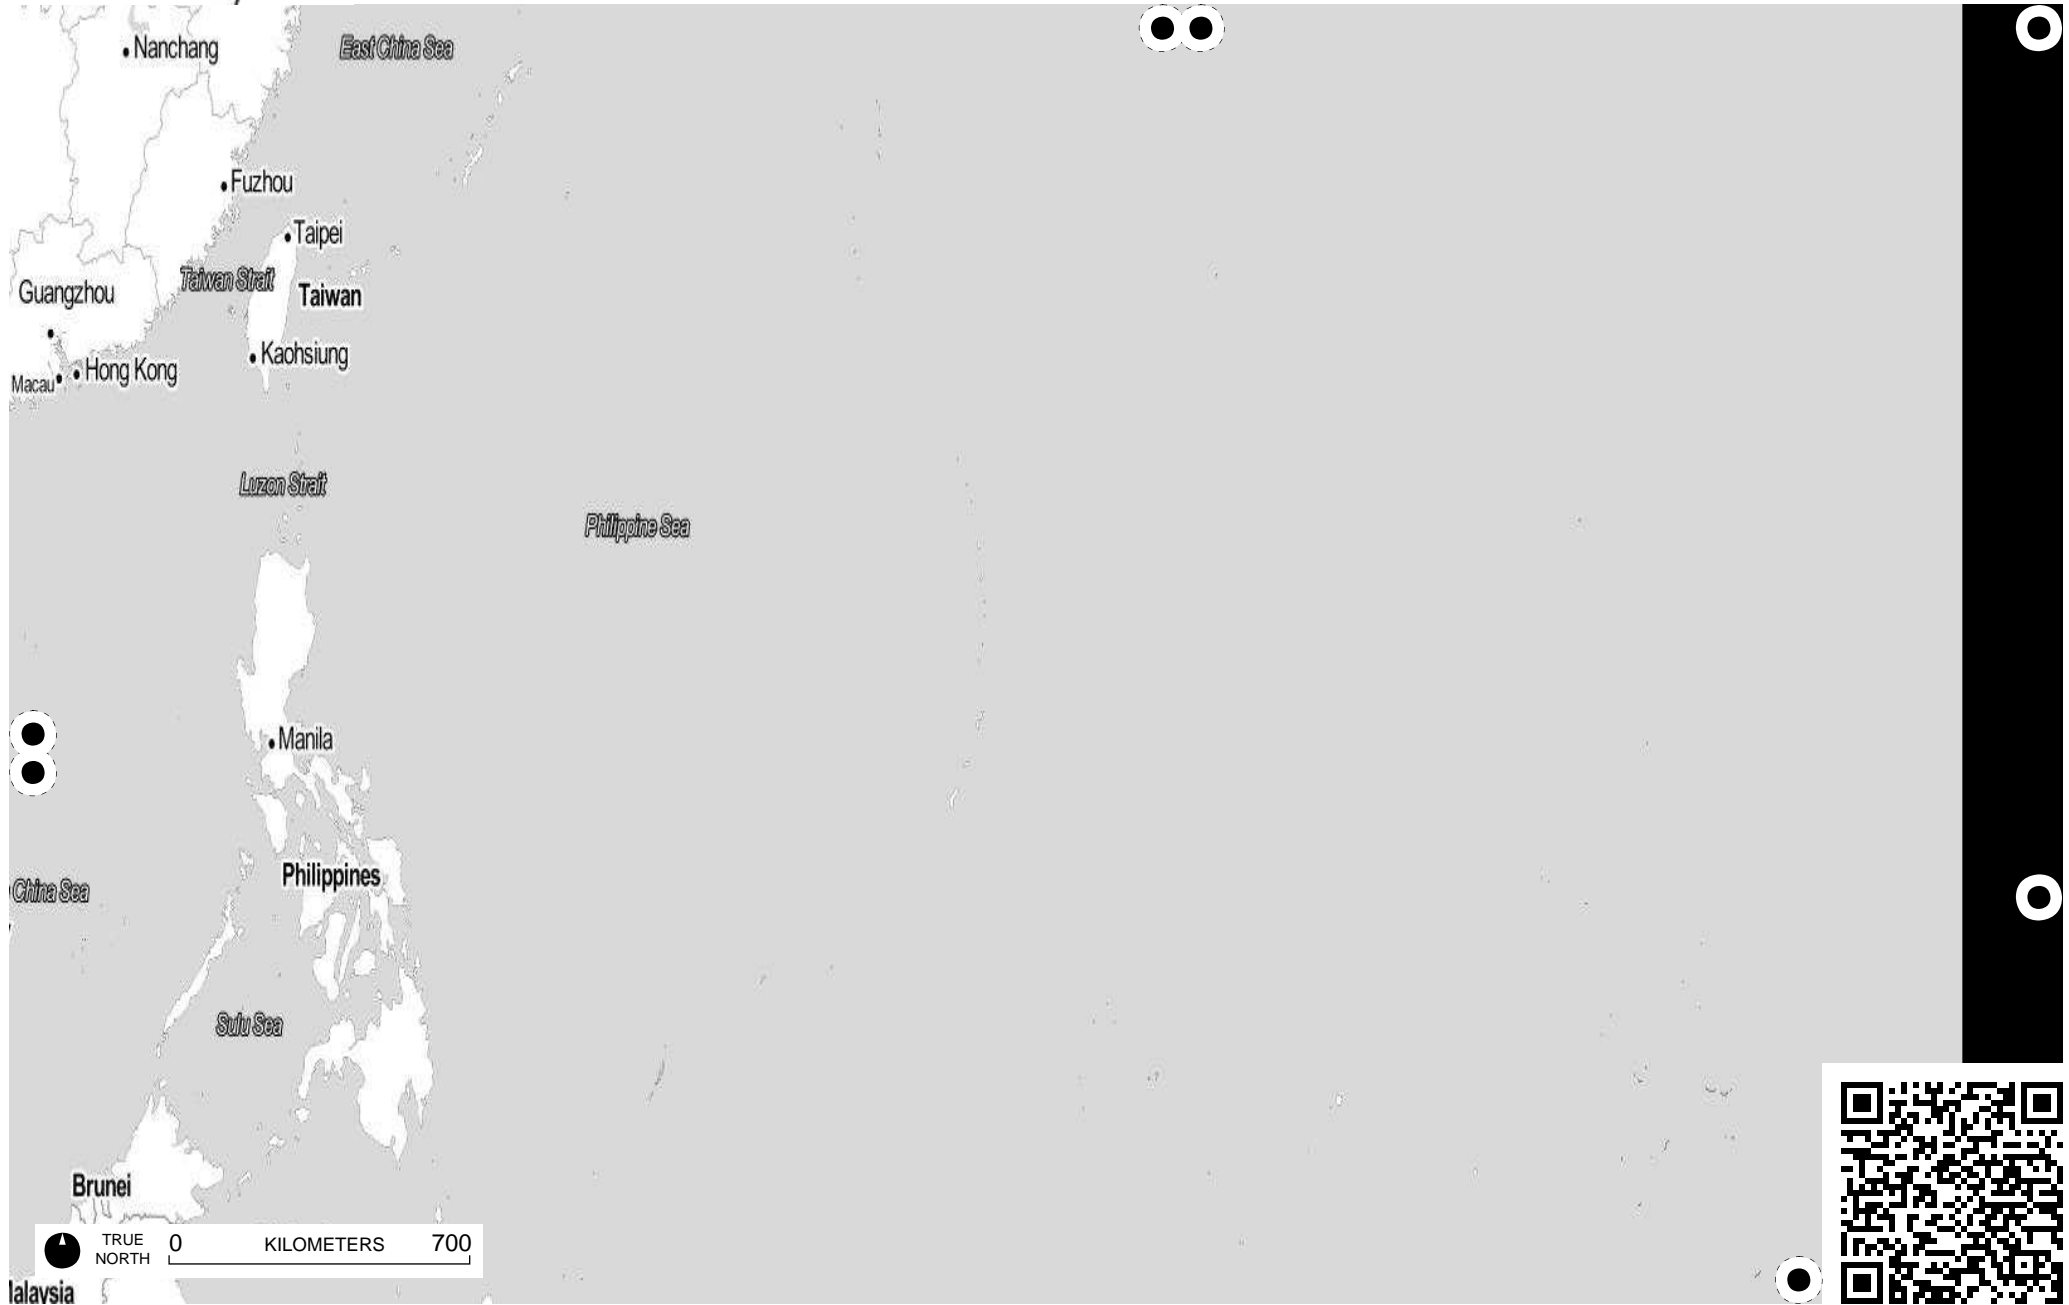 Nanchang
East China Sea
Fuzhou
Taipei
Taiwan Strait
Guangzhou
Taiwan
Kaohsiung
Hong Kong
Macau
Luzon Strait
Philippine Sea
Manila
Philippines
China Sea
Sulu Sea
Brunei
TRUE NORTH
0 KILOMETERS 700